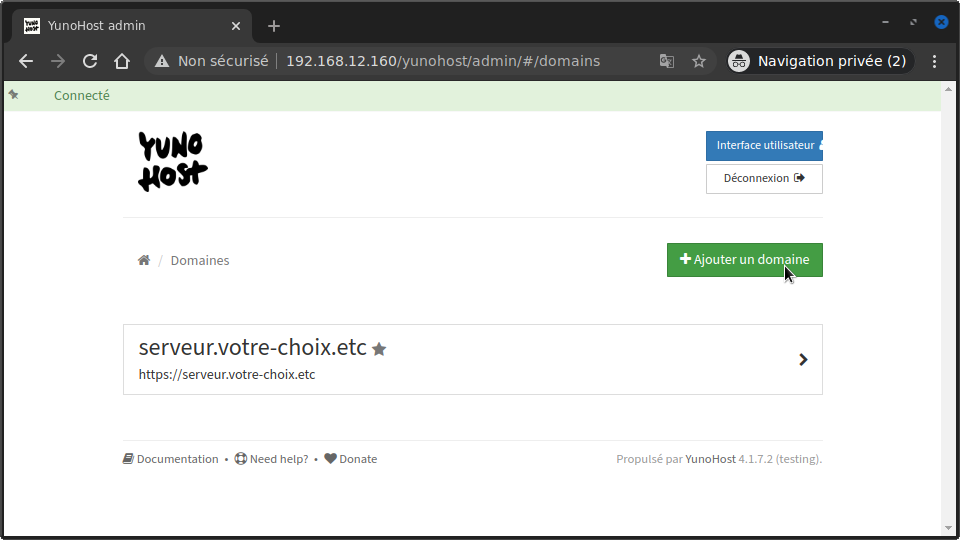 YunoHost admin
Non sécurisé 192.168.12.160/yunohost/admin/#/domains Navigation privée (2)
Connecté
YUNO
HOST
Interface utilisateur
Déconnexion
/ Domaines
Ajouter un domaine
serveur.votre-choix.etc
https://serveur.votre-choix.etc
Documentation • Need help? • Donate
Propulsé par YunoHost 4.1.7.2 (testing).